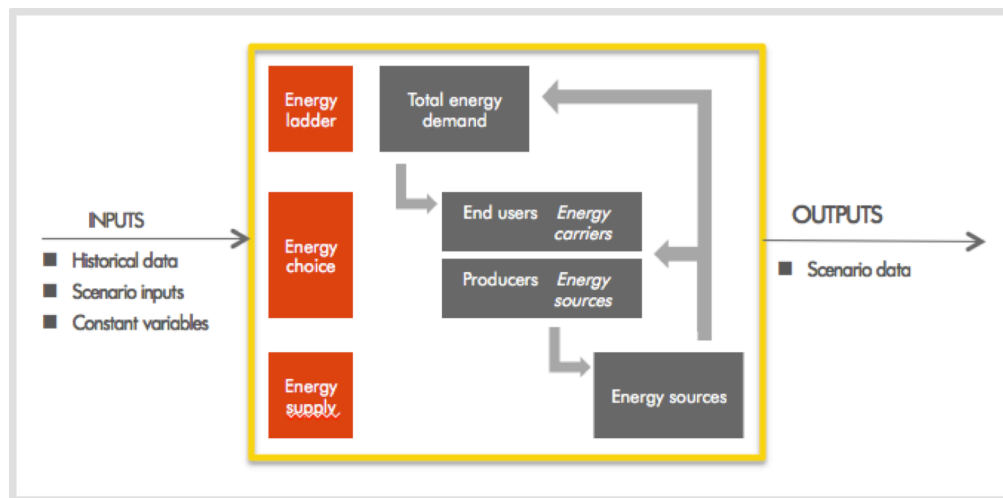 INPUTS
■ Historical data
■ Scenario inputs
■ Constant variables
Energy
ladder
Total energy
demand
Energy
choice
End users Energy
carriers
Producers Energy
sources
Energy
supply
Energy sources
OUTPUTS
■ Scenario data